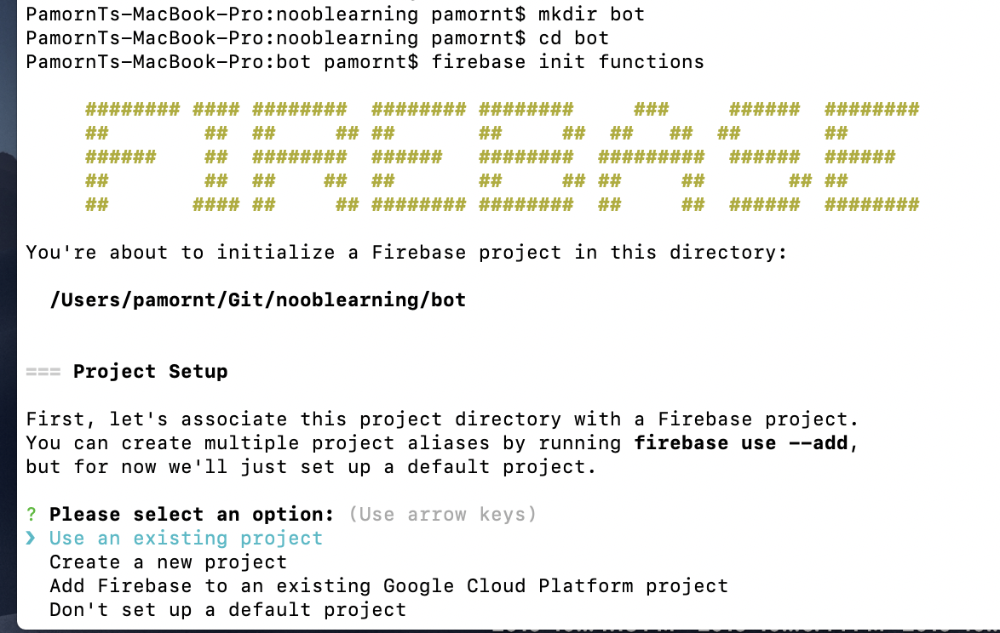 PamornTs-MacBook-Pro:nooblearning pamornt$ mkdir bot
PamornTs-MacBook-Pro:nooblearning pamornt$ cd bot
PamornTs-MacBook-Pro:bot pamornt$ firebase init functions
FIREBASE
You're about to initialize a Firebase project in this directory:
/Users/pamornt/Git/nooblearning/bot
=== Project Setup
First, let's associate this project directory with a Firebase project.
You can create multiple project aliases by running firebase use --add,
but for now we'll just set up a default project.
? Please select an option: (Use arrow keys)
❯ Use an existing project
Create a new project
Add Firebase to an existing Google Cloud Platform project
Don't set up a default project